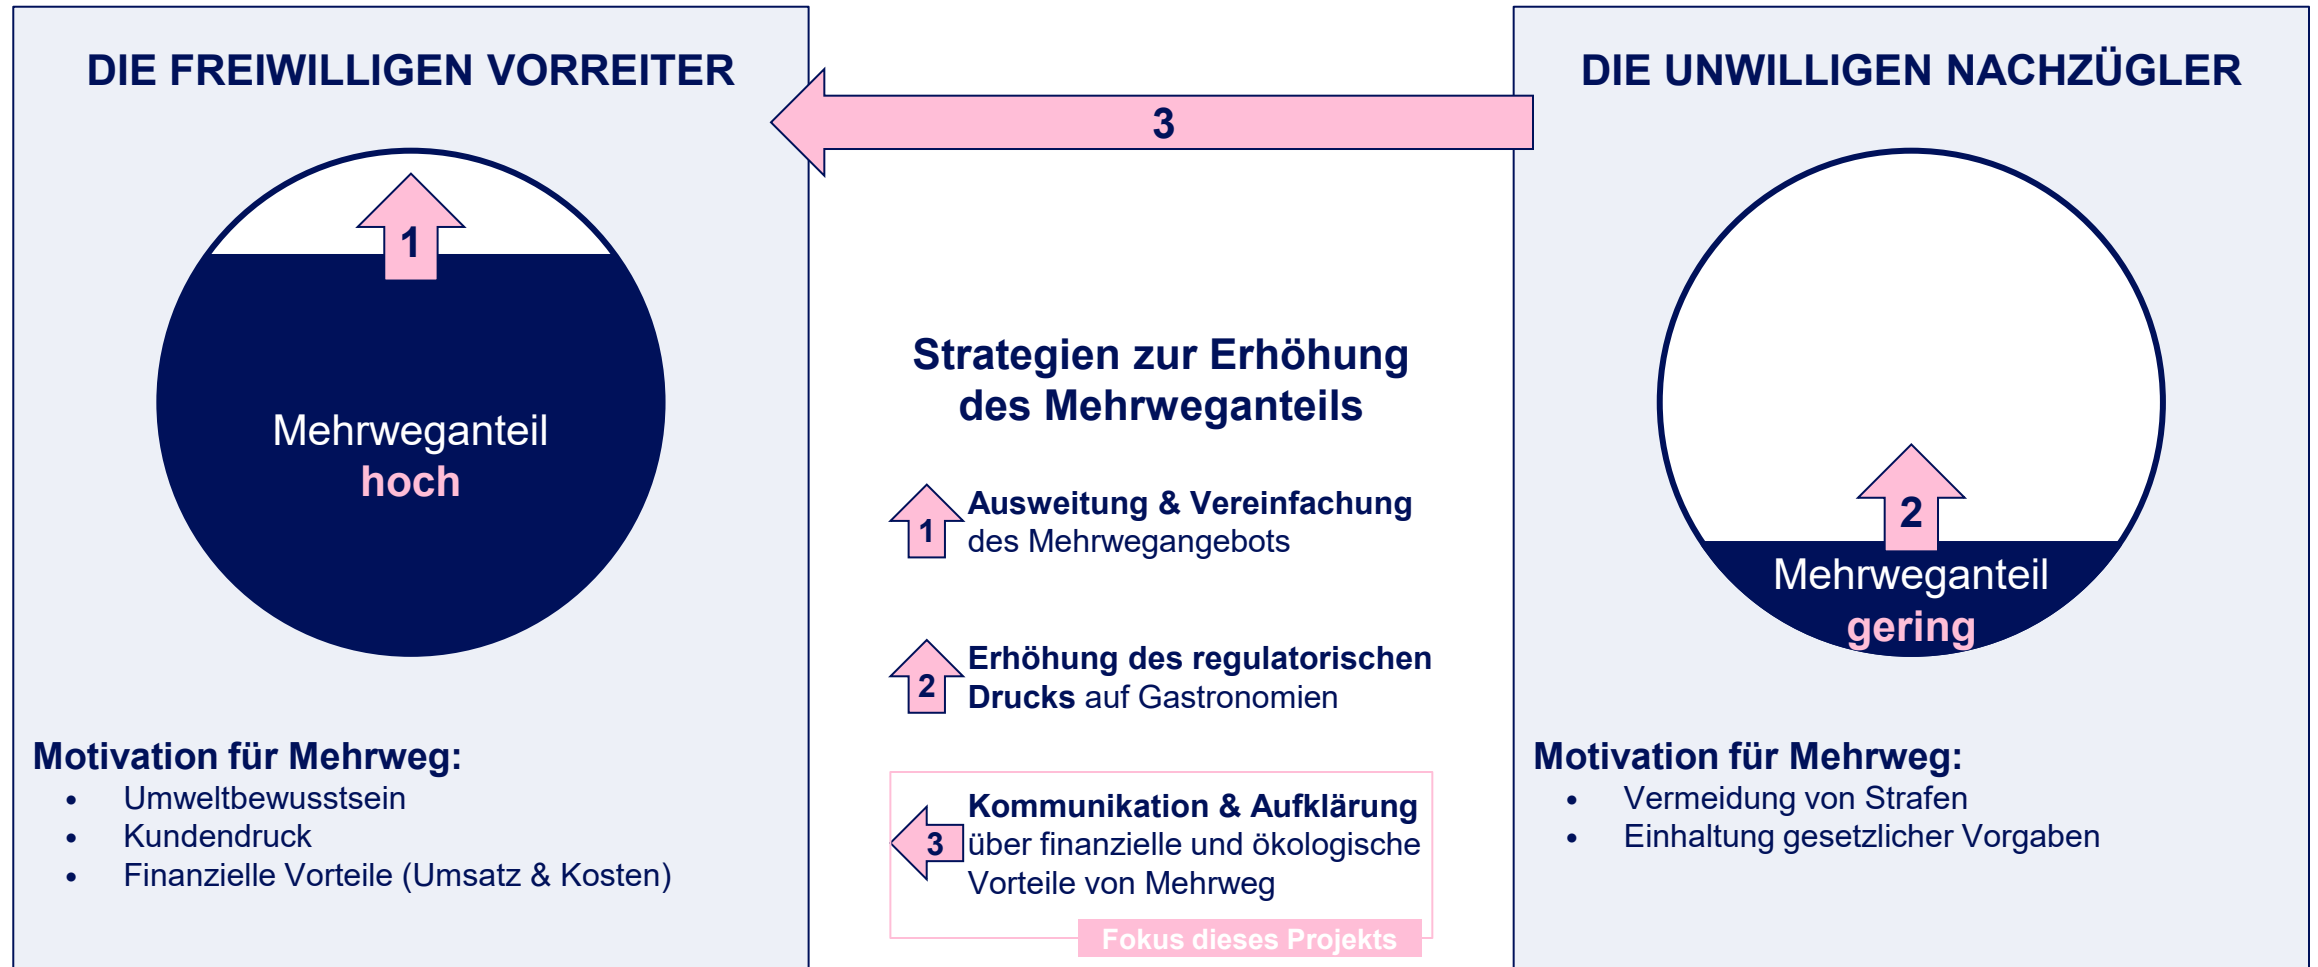 DIE FREIWILLIGEN VORREITER
1
Mehrweganteil
hoch
Motivation für Mehrweg:
• Umweltbewusstsein
• Kundendruck
• Finanzielle Vorteile (Umsatz & Kosten)
3
Strategien zur Erhöhung
des Mehrweganteils
1 Ausweitung & Vereinfachung
des Mehrwegangebots
2 Erhöhung des regulatorischen
Drucks auf Gastronomien
3 Kommunikation & Aufklärung
über finanzielle und ökologische
Vorteile von Mehrweg
Fokus dieses Projekts
DIE UNWILLIGEN NACHZÜGLER
2
Mehrweganteil
gering
Motivation für Mehrweg:
• Vermeidung von Strafen
• Einhaltung gesetzlicher Vorgaben